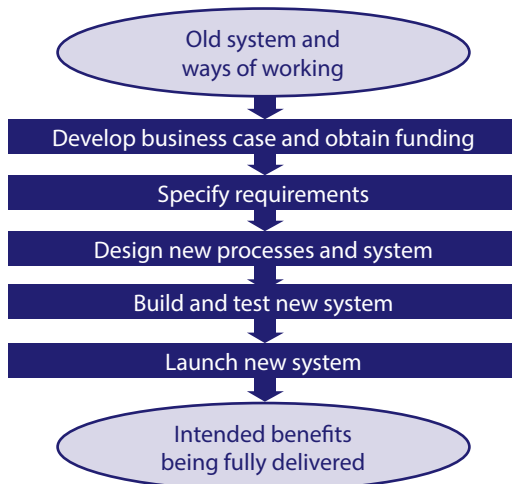 Old system and
ways of working
Develop business case and obtain funding
Specify requirements
Design new processes and system
Build and test new system
Launch new system
Intended benefits
being fully delivered